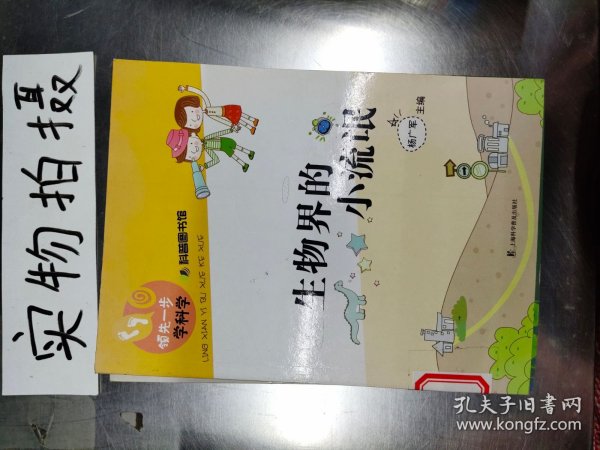 实物拍摄
科普图书馆
领先一步
学科学
LING XIAN YI BU XUE KE XUE
生物界的
小流氓
杨广军
主编
上海科学普及出版社
孔夫子旧书网
www.kongfz.com